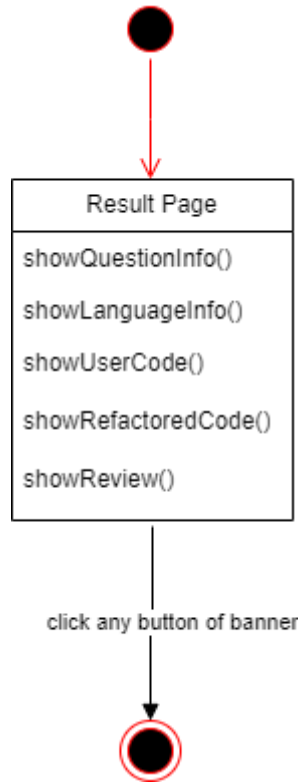 Result Page
showQuestionInfo()
showLanguageInfo()
showUserCode()
showRefactoredCode()
showReview()
click any button of banner